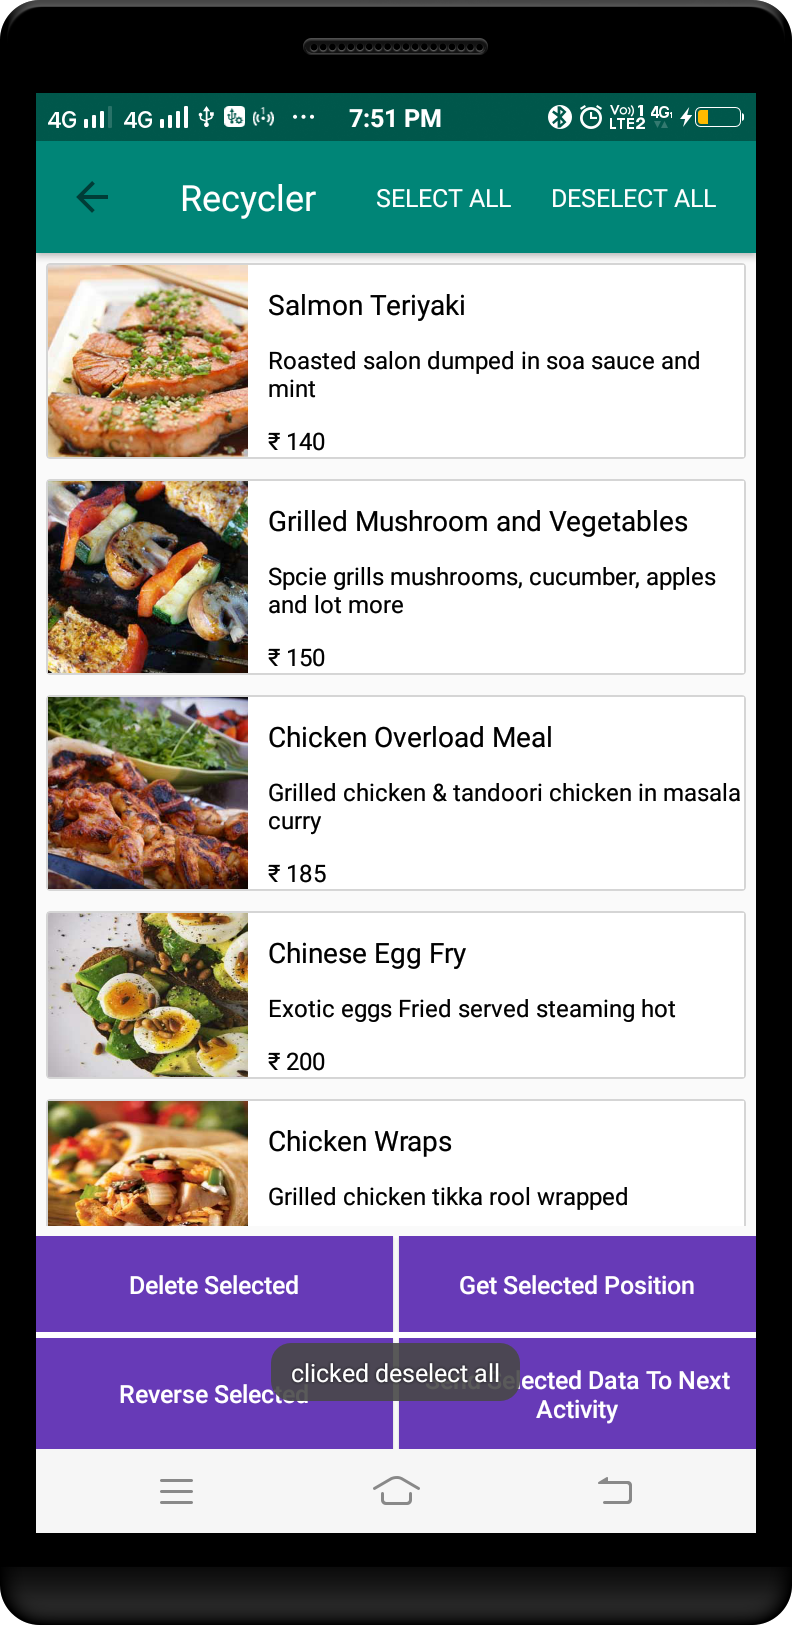 4G 4G 7:51 PM Vo) 1 4G
LTE2
Recycler SELECT ALL DESELECT ALL
Salmon Teriyaki
Roasted salon dumped in soa sauce and
mint
₹ 140
Grilled Mushroom and Vegetables
Spcie grills mushrooms, cucumber, apples
and lot more
₹ 150
Chicken Overload Meal
Grilled chicken & tandoori chicken in masala
curry
₹ 185
Chinese Egg Fry
Exotic eggs Fried served steaming hot
₹ 200
Chicken Wraps
Grilled chicken tikka rool wrapped
Delete Selected
Get Selected Position
Reverse Selected
clicked deselect all
Send Selected Data To Next
Activity